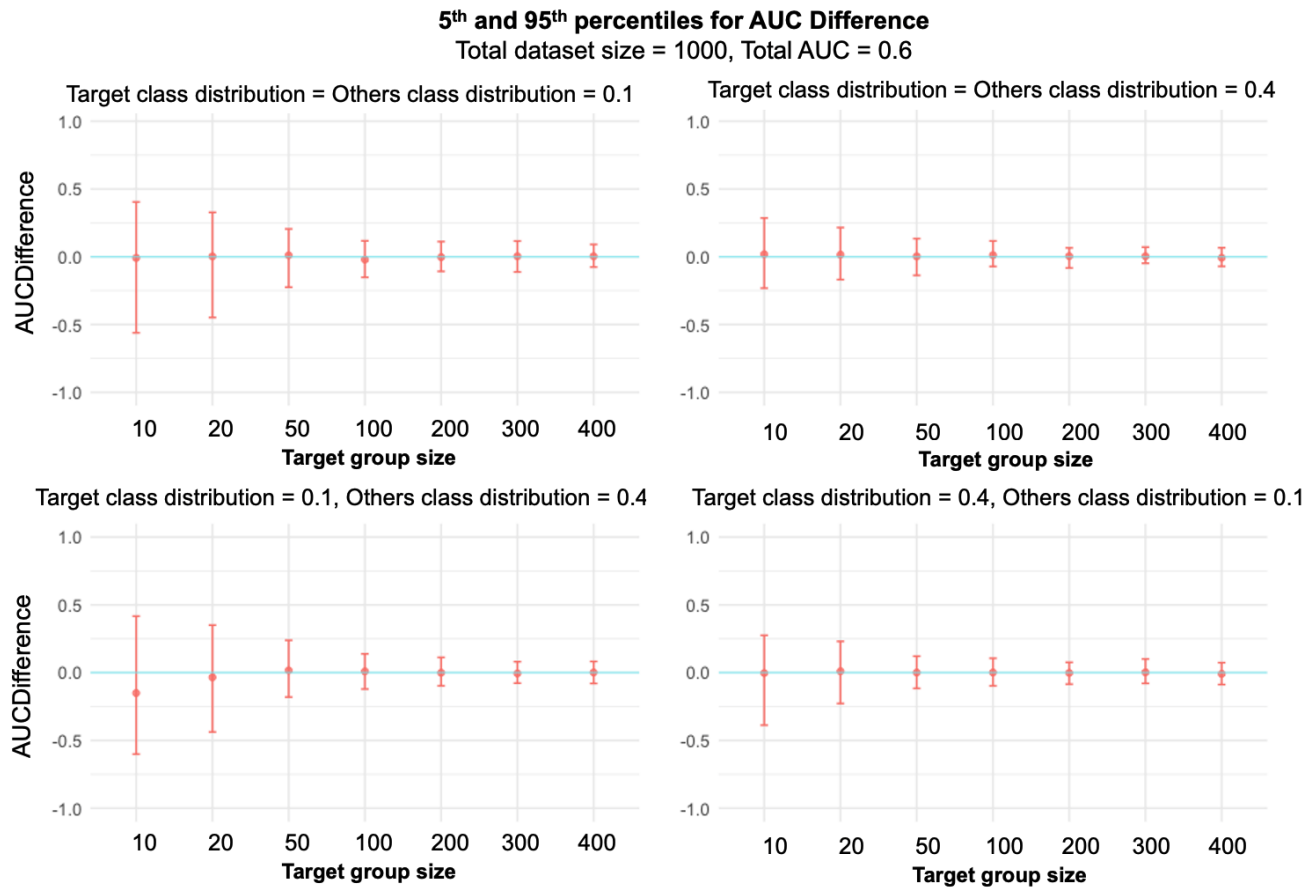 5th and 95th percentiles for AUC Difference
Total dataset size = 1000, Total AUC = 0.6
Target class distribution = Others class distribution = 0.1
AUCDifference
1.0
0.5
0.0
-0.5
-1.0
10 20 50 100 200 300 400
Target group size
Target class distribution = Others class distribution = 0.4
1.0
0.5
0.0
-0.5
-1.0
10 20 50 100 200 300 400
Target group size
Target class distribution = 0.1, Others class distribution = 0.4
AUCDifference
1.0
0.5
0.0
-0.5
-1.0
10 20 50 100 200 300 400
Target group size
Target class distribution = 0.4, Others class distribution = 0.1
1.0
0.5
0.0
-0.5
-1.0
10 20 50 100 200 300 400
Target group size